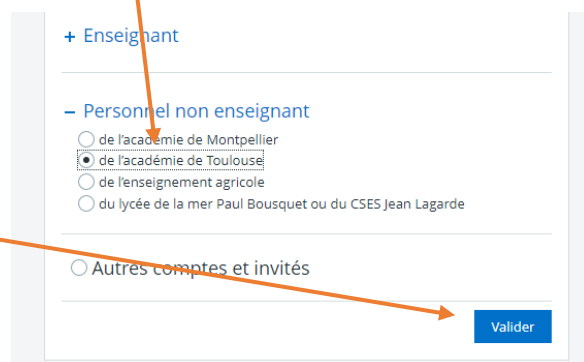 + Enseignant
– Personnel non enseignant
de l'académie de Montpellier
de l'académie de Toulouse
de l'enseignement agricole
du lycée de la mer Paul Bousquet ou du CSES Jean Lagarde
Autres comptes et invités
Valider